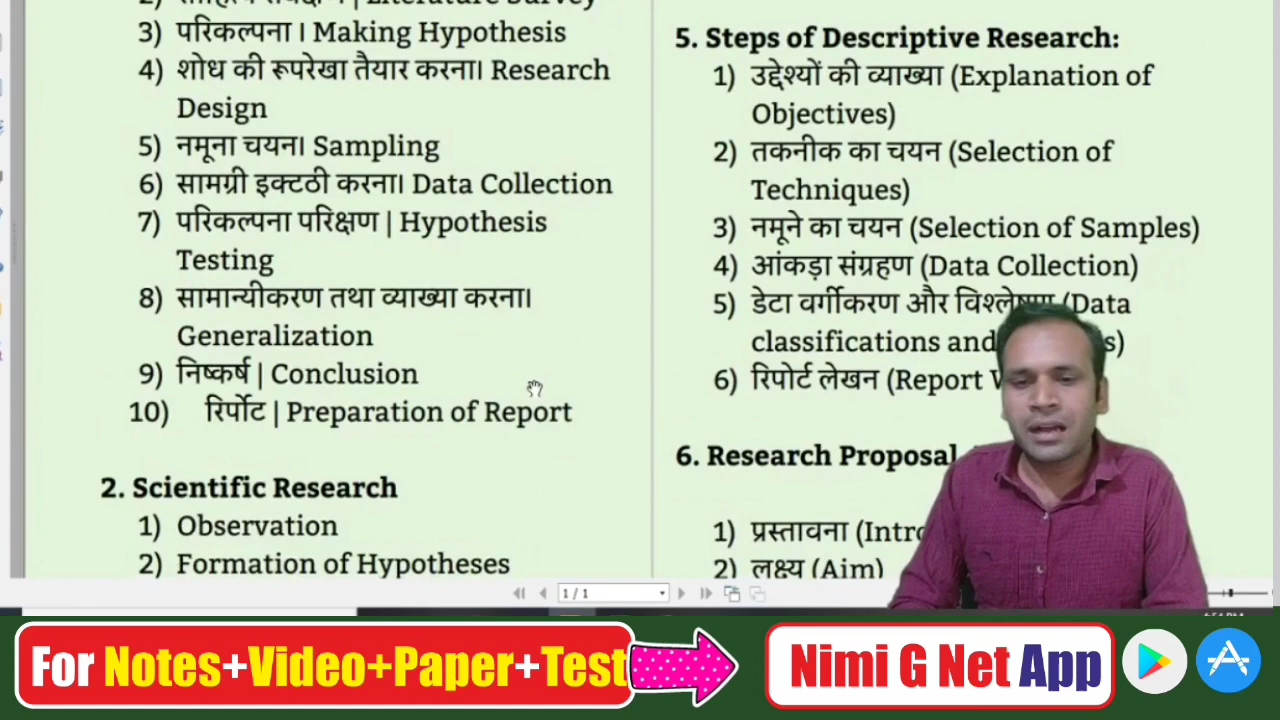 3) परिकल्पना । Making Hypothesis
4) शोध की रूपरेखा तैयार करना। Research
Design
5) नमूना चयन। Sampling
6) सामग्री इक्टठी करना। Data Collection
7) परिकल्पना परिक्षण | Hypothesis
Testing
8) सामान्यीकरण तथा व्याख्या करना।
Generalization
9) निष्कर्ष | Conclusion
10) रिर्पोट | Preparation of Report
2. Scientific Research
1) Observation
2) Formation of Hypotheses
5. Steps of Descriptive Research:
1) उद्देश्यों की व्याख्या (Explanation of
Objectives)
2) तकनीक का चयन (Selection of
Techniques)
3) नमूने का चयन (Selection of Samples)
4) आंकड़ा संग्रहण (Data Collection)
5) डेटा वर्गीकरण और विश्लेषण (Data
classifications and
6) रिपोर्ट लेखन (Report
6. Research Proposal
1) प्रस्तावना
2) लक्ष्य (Aim)
1 / 1
For Notes+Video+Paper+Test
Nimi G Net App